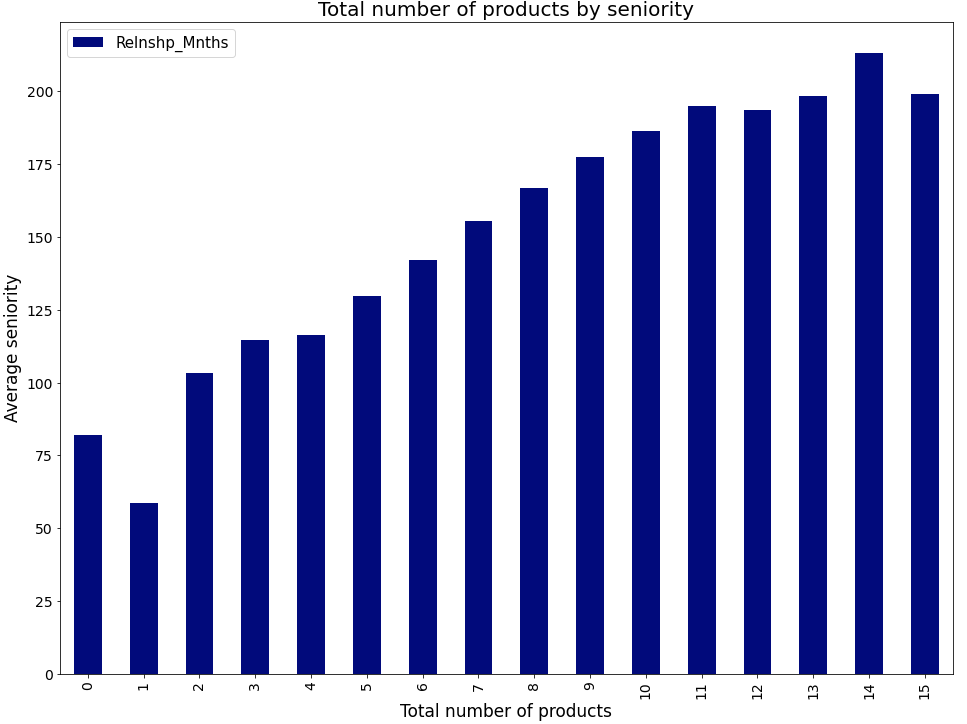 Total number of products by seniority
Relnshp_Mnths
Average seniority
200
175
150
125
100
75
50
25
0
0 1 2 3 4 5 6 7 8 9 10 11 12 13 14 15
Total number of products